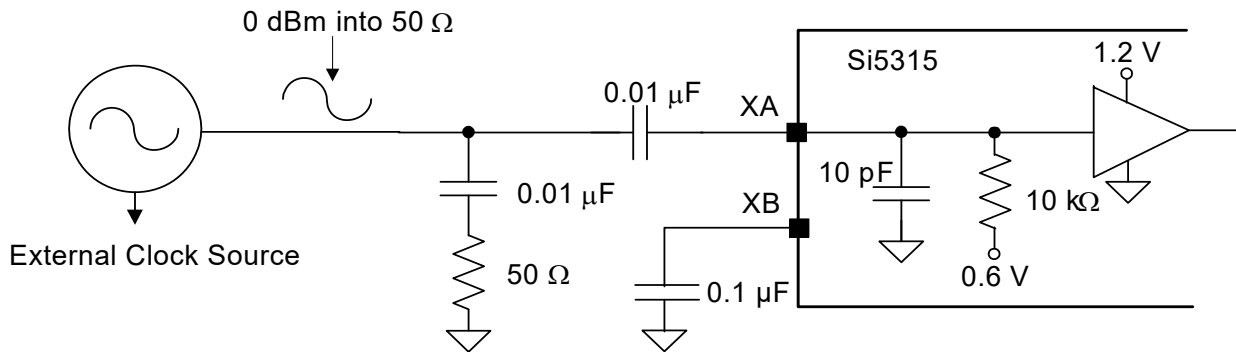 0 dBm into 50 Ω
Si5315
1.2 V
0.01 μF
XA
0.01 μF
10 pF
10 kΩ
XB
External Clock Source
50 Ω
0.1 μF
0.6 V